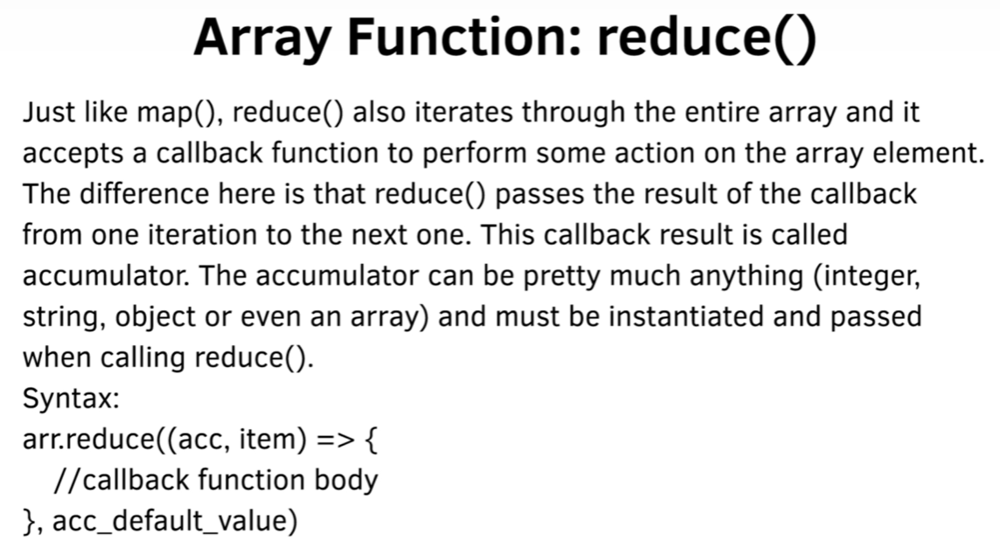 Array Function: reduce()
Just like map(), reduce() also iterates through the entire array and it
accepts a callback function to perform some action on the array element.
The difference here is that reduce() passes the result of the callback
from one iteration to the next one. This callback result is called
accumulator. The accumulator can be pretty much anything (integer,
string, object or even an array) and must be instantiated and passed
when calling reduce().
Syntax:
arr.reduce((acc, item) => {
    //callback function body
}, acc_default_value)